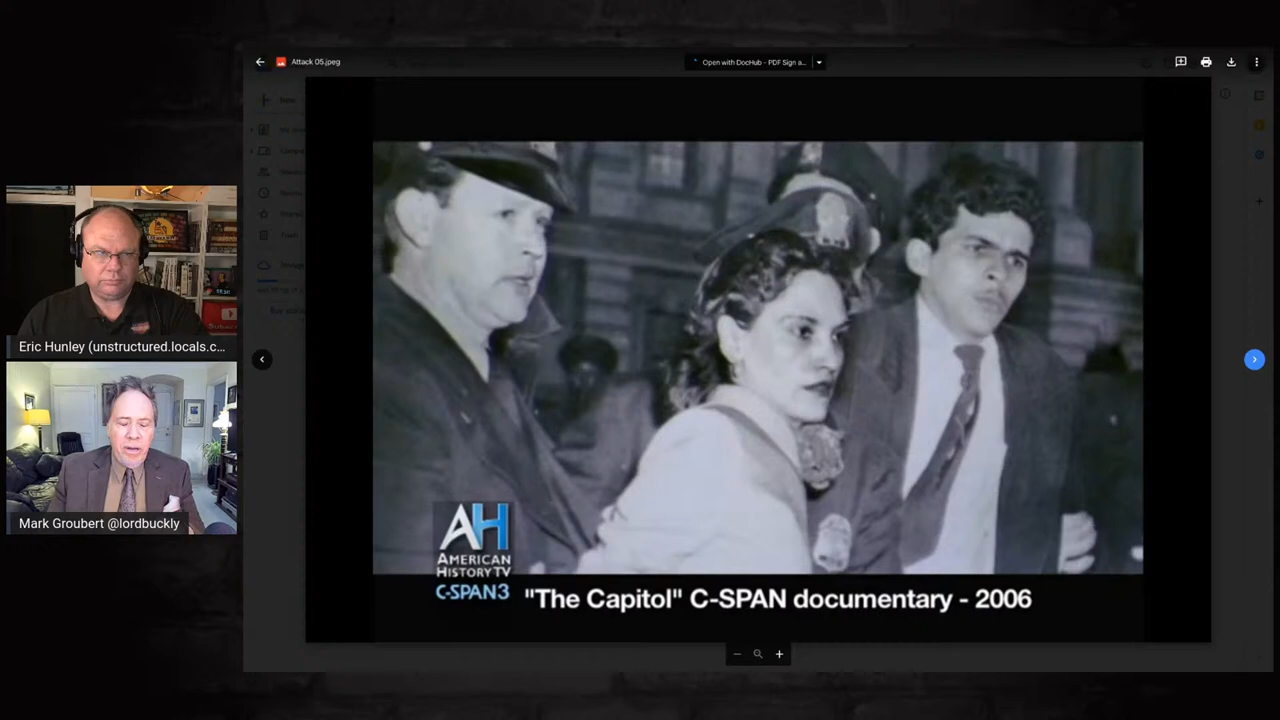 Attack 05.jpeg
Open with DocHub - PDF Sign a...
New
Eric Hunley (unstructured.locals.c...
Mark Groubert @lordbuckly
AH
AMERICAN
HISTORY TV
C-SPAN3
"The Capitol" C-SPAN documentary - 2006